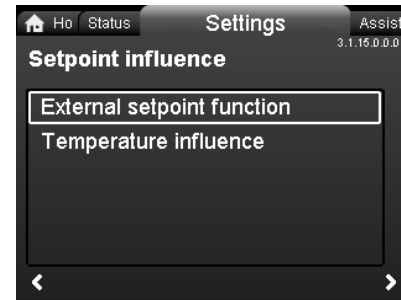 Ho Status Settings Assist
3.1.15.0.0.0
Setpoint influence
External setpoint function
Temperature influence